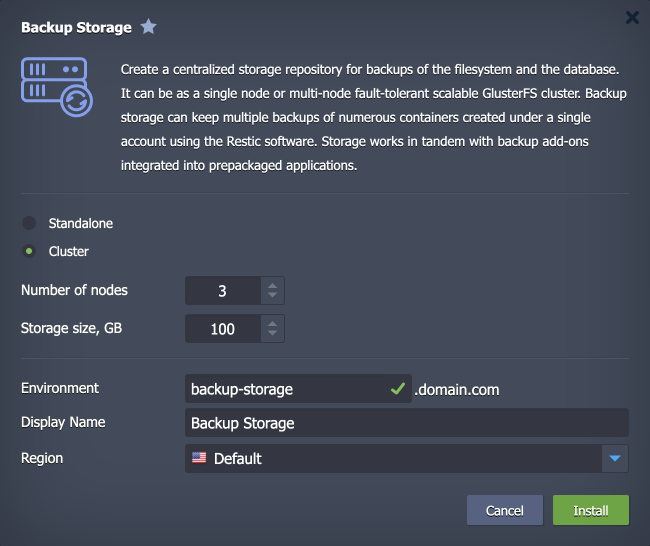 Backup Storage
Create a centralized storage repository for backups of the filesystem and the database.
It can be as a single node or multi-node fault-tolerant scalable GlusterFS cluster. Backup
storage can keep multiple backups of numerous containers created under a single
account using the Restic software. Storage works in tandem with backup add-ons
integrated into prepackaged applications.
Standalone
Cluster
Number of nodes 3
Storage size, GB 100
Environment backup-storage .domain.com
Display Name Backup Storage
Region Default
Cancel Install